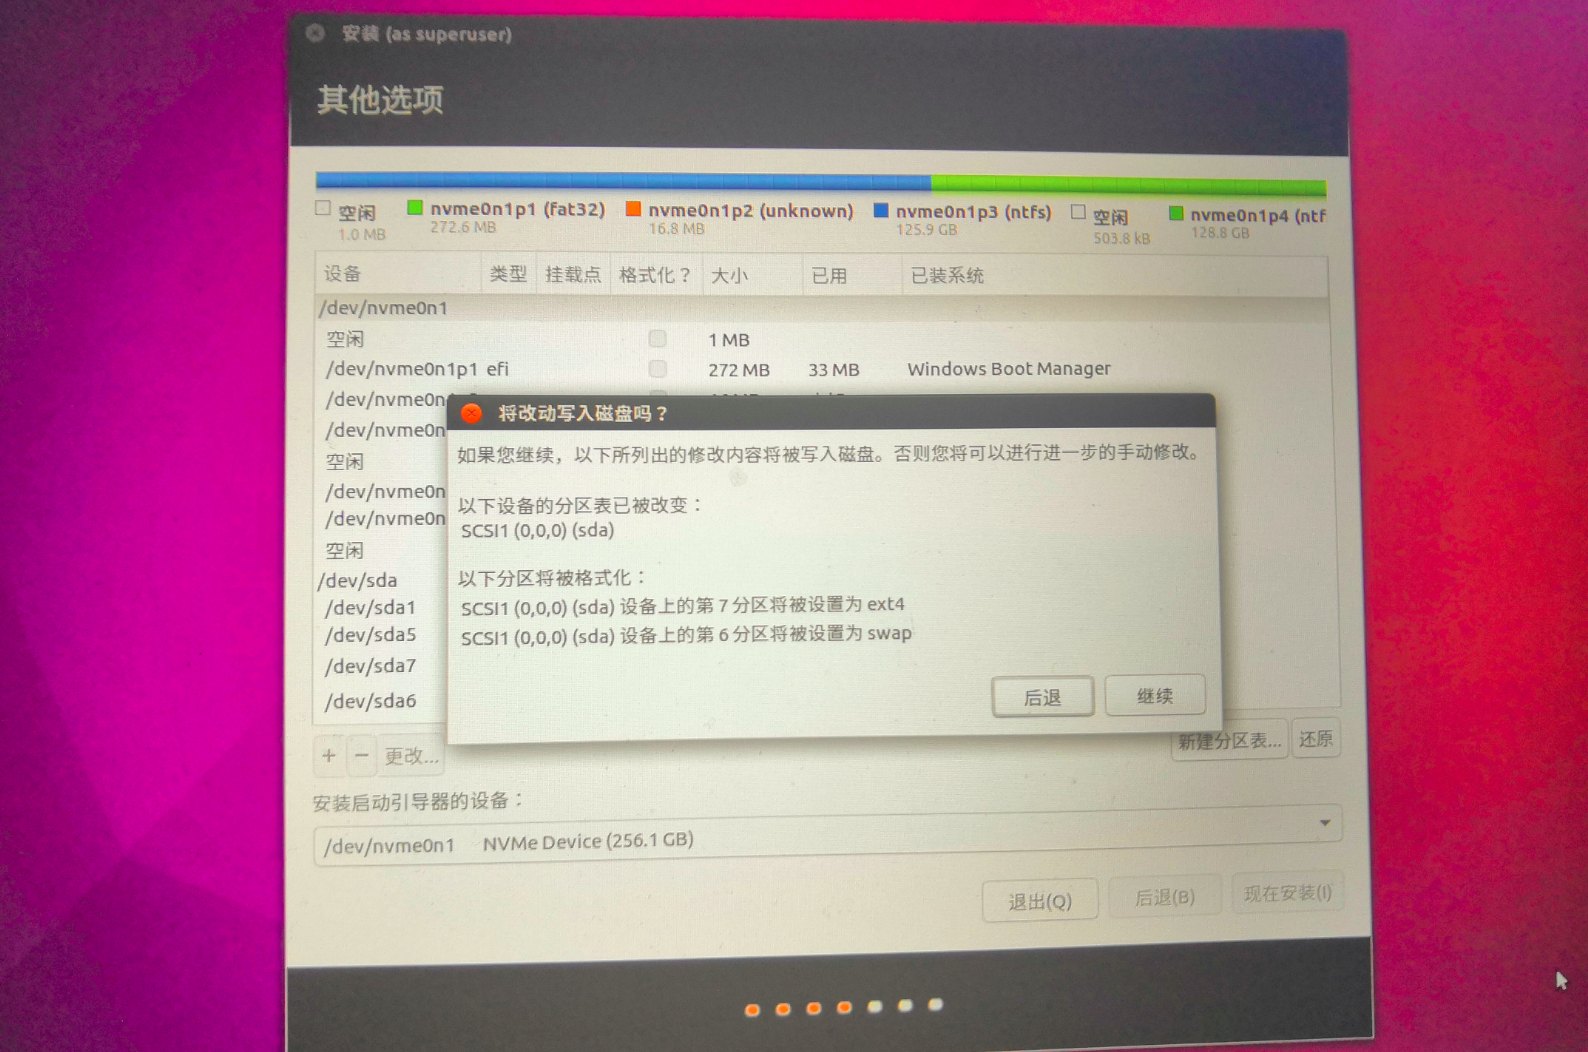 安装 (as superuser)
其他选项
空闲 nvme0n1p1 (fat32) nvme0n1p2 (unknown) nvme0n1p3 (ntfs) 空闲 nvme0n1p4 (ntf
1.0 MB 272.6 MB 16.8 MB 125.9 GB 503.8 kB 128.8 GB
设备 类型 挂载点 格式化？ 大小 已用 已装系统
/dev/nvme0n1
空闲 1 MB
/dev/nvme0n1p1 efi 272 MB 33 MB Windows Boot Manager
/dev/nvme0n
/dev/nvme0n
空闲
/dev/nvme0n
/dev/nvme0n
空闲
/dev/sda
/dev/sda1
/dev/sda5
/dev/sda7
/dev/sda6
将改动写入磁盘吗？
如果您继续，以下所列出的修改内容将被写入磁盘。否则您将可以进行进一步的手动修改。
以下设备的分区表已被改变：
SCSI1 (0,0,0) (sda)
以下分区将被格式化：
SCSI1 (0,0,0) (sda) 设备上的第 7 分区将被设置为 ext4
SCSI1 (0,0,0) (sda) 设备上的第 6 分区将被设置为 swap
后退 继续
+ − 更改... 新建分区表... 还原
安装启动引导器的设备：
/dev/nvme0n1 NVMe Device (256.1 GB)
退出(Q) 后退(B) 现在安装(I)